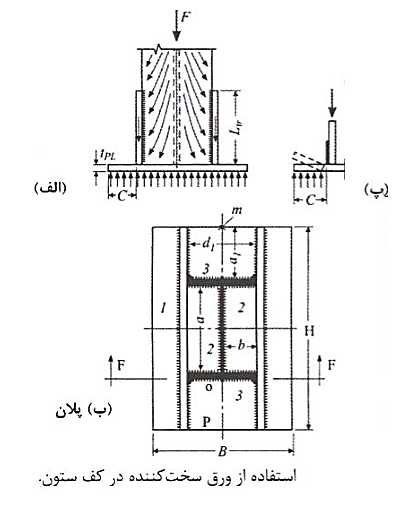 F
L_tr
t_PL
C
(الف)
C
(پ)
m
d_1
a_1
3
1
a
2
b
2
H
F
F
o
3
P
(ب) پلان
B
استفاده از ورق سخت‌کننده در کف ستون.